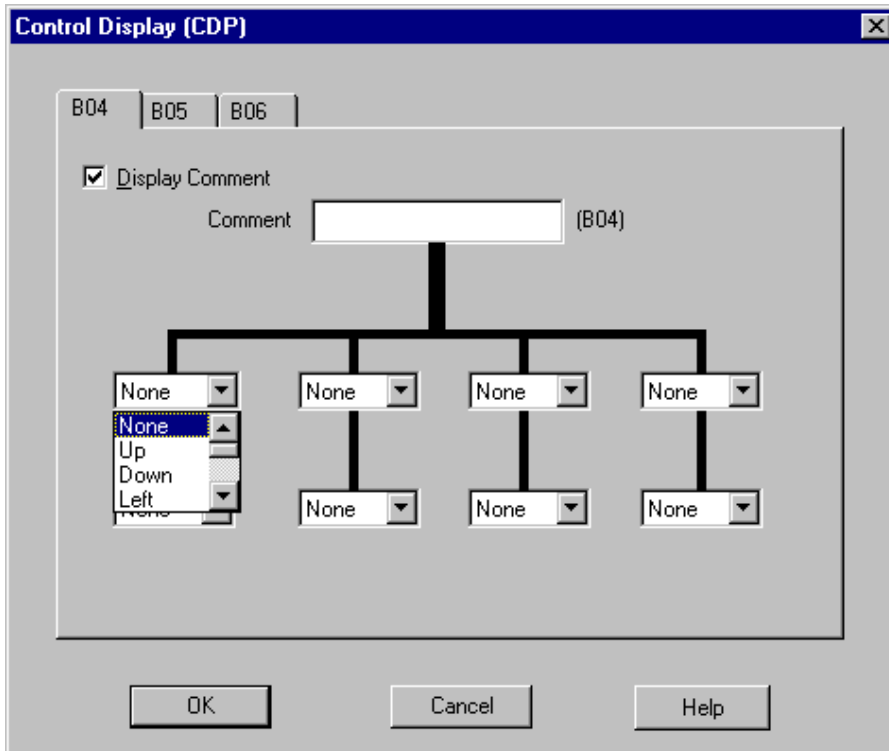 Control Display (CDP)
B04 B05 B06
Display Comment
Comment (B04)
None None None None
None
Up
Down
Left
None None None None
OK Cancel Help